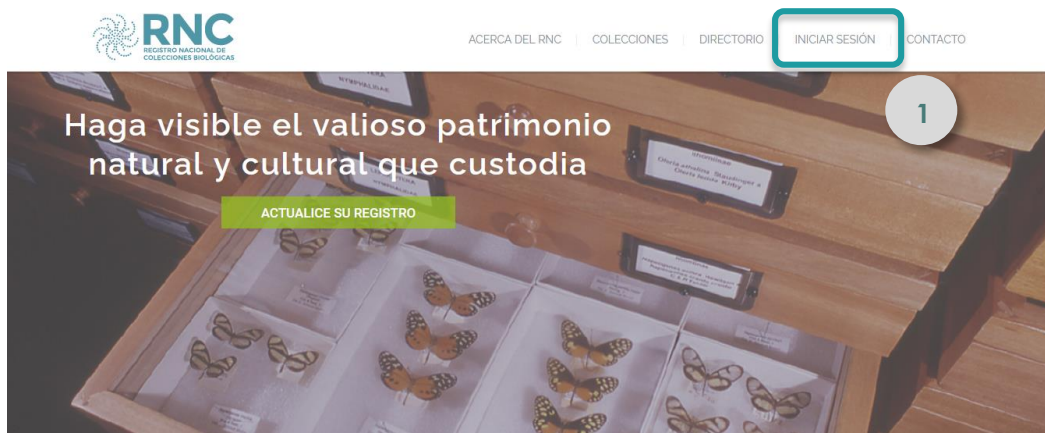 RNC
REGISTRO NACIONAL DE
COLECCIONES BIOLÓGICAS
ACERCA DEL RNC
COLECCIONES
DIRECTORIO
INICIAR SESIÓN
CONTACTO
1
Haga visible el valioso patrimonio
natural y cultural que custodia
ACTUALICE SU REGISTRO
NYMPHALINAE